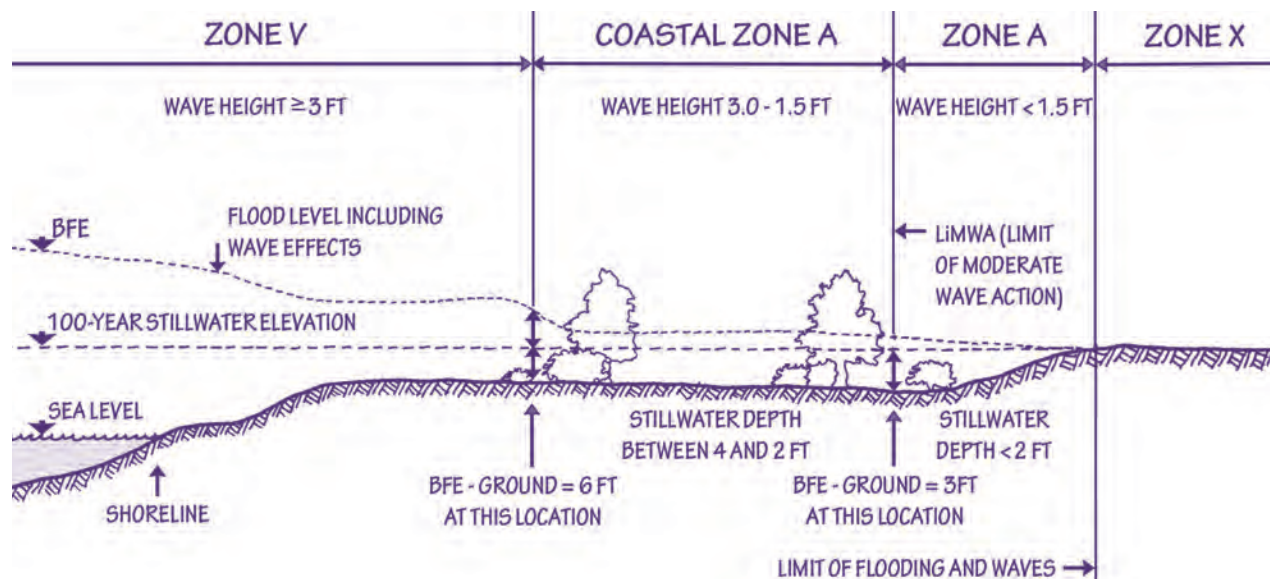 ZONE V
COASTAL ZONE A
ZONE A
ZONE X
WAVE HEIGHT ≥ 3 FT
WAVE HEIGHT 3.0 - 1.5 FT
WAVE HEIGHT < 1.5 FT
BFE
FLOOD LEVEL INCLUDING
WAVE EFFECTS
LiMWA (LIMIT
OF MODERATE
WAVE ACTION)
100-YEAR STILLWATER ELEVATION
SEA LEVEL
SHORELINE
STILLWATER DEPTH
BETWEEN 4 AND 2 FT
STILLWATER
DEPTH < 2 FT
BFE - GROUND = 6 FT
AT THIS LOCATION
BFE - GROUND = 3FT
AT THIS LOCATION
LIMIT OF FLOODING AND WAVES